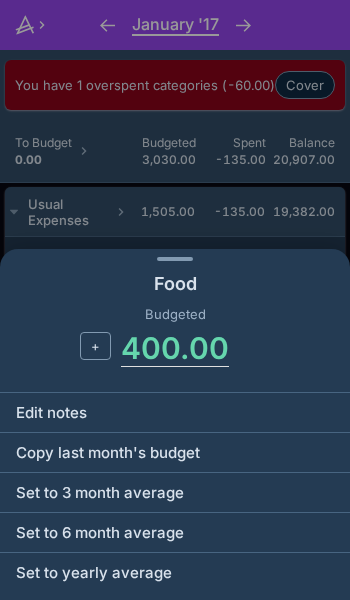 January '17
You have 1 overspent categories (-60.00) Cover
To Budget Budgeted Spent Balance
0.00 3,030.00 -135.00 20,907.00
Usual
Expenses 1,505.00 -135.00 19,382.00
Food
Budgeted
+ 400.00
Edit notes
Copy last month's budget
Set to 3 month average
Set to 6 month average
Set to yearly average